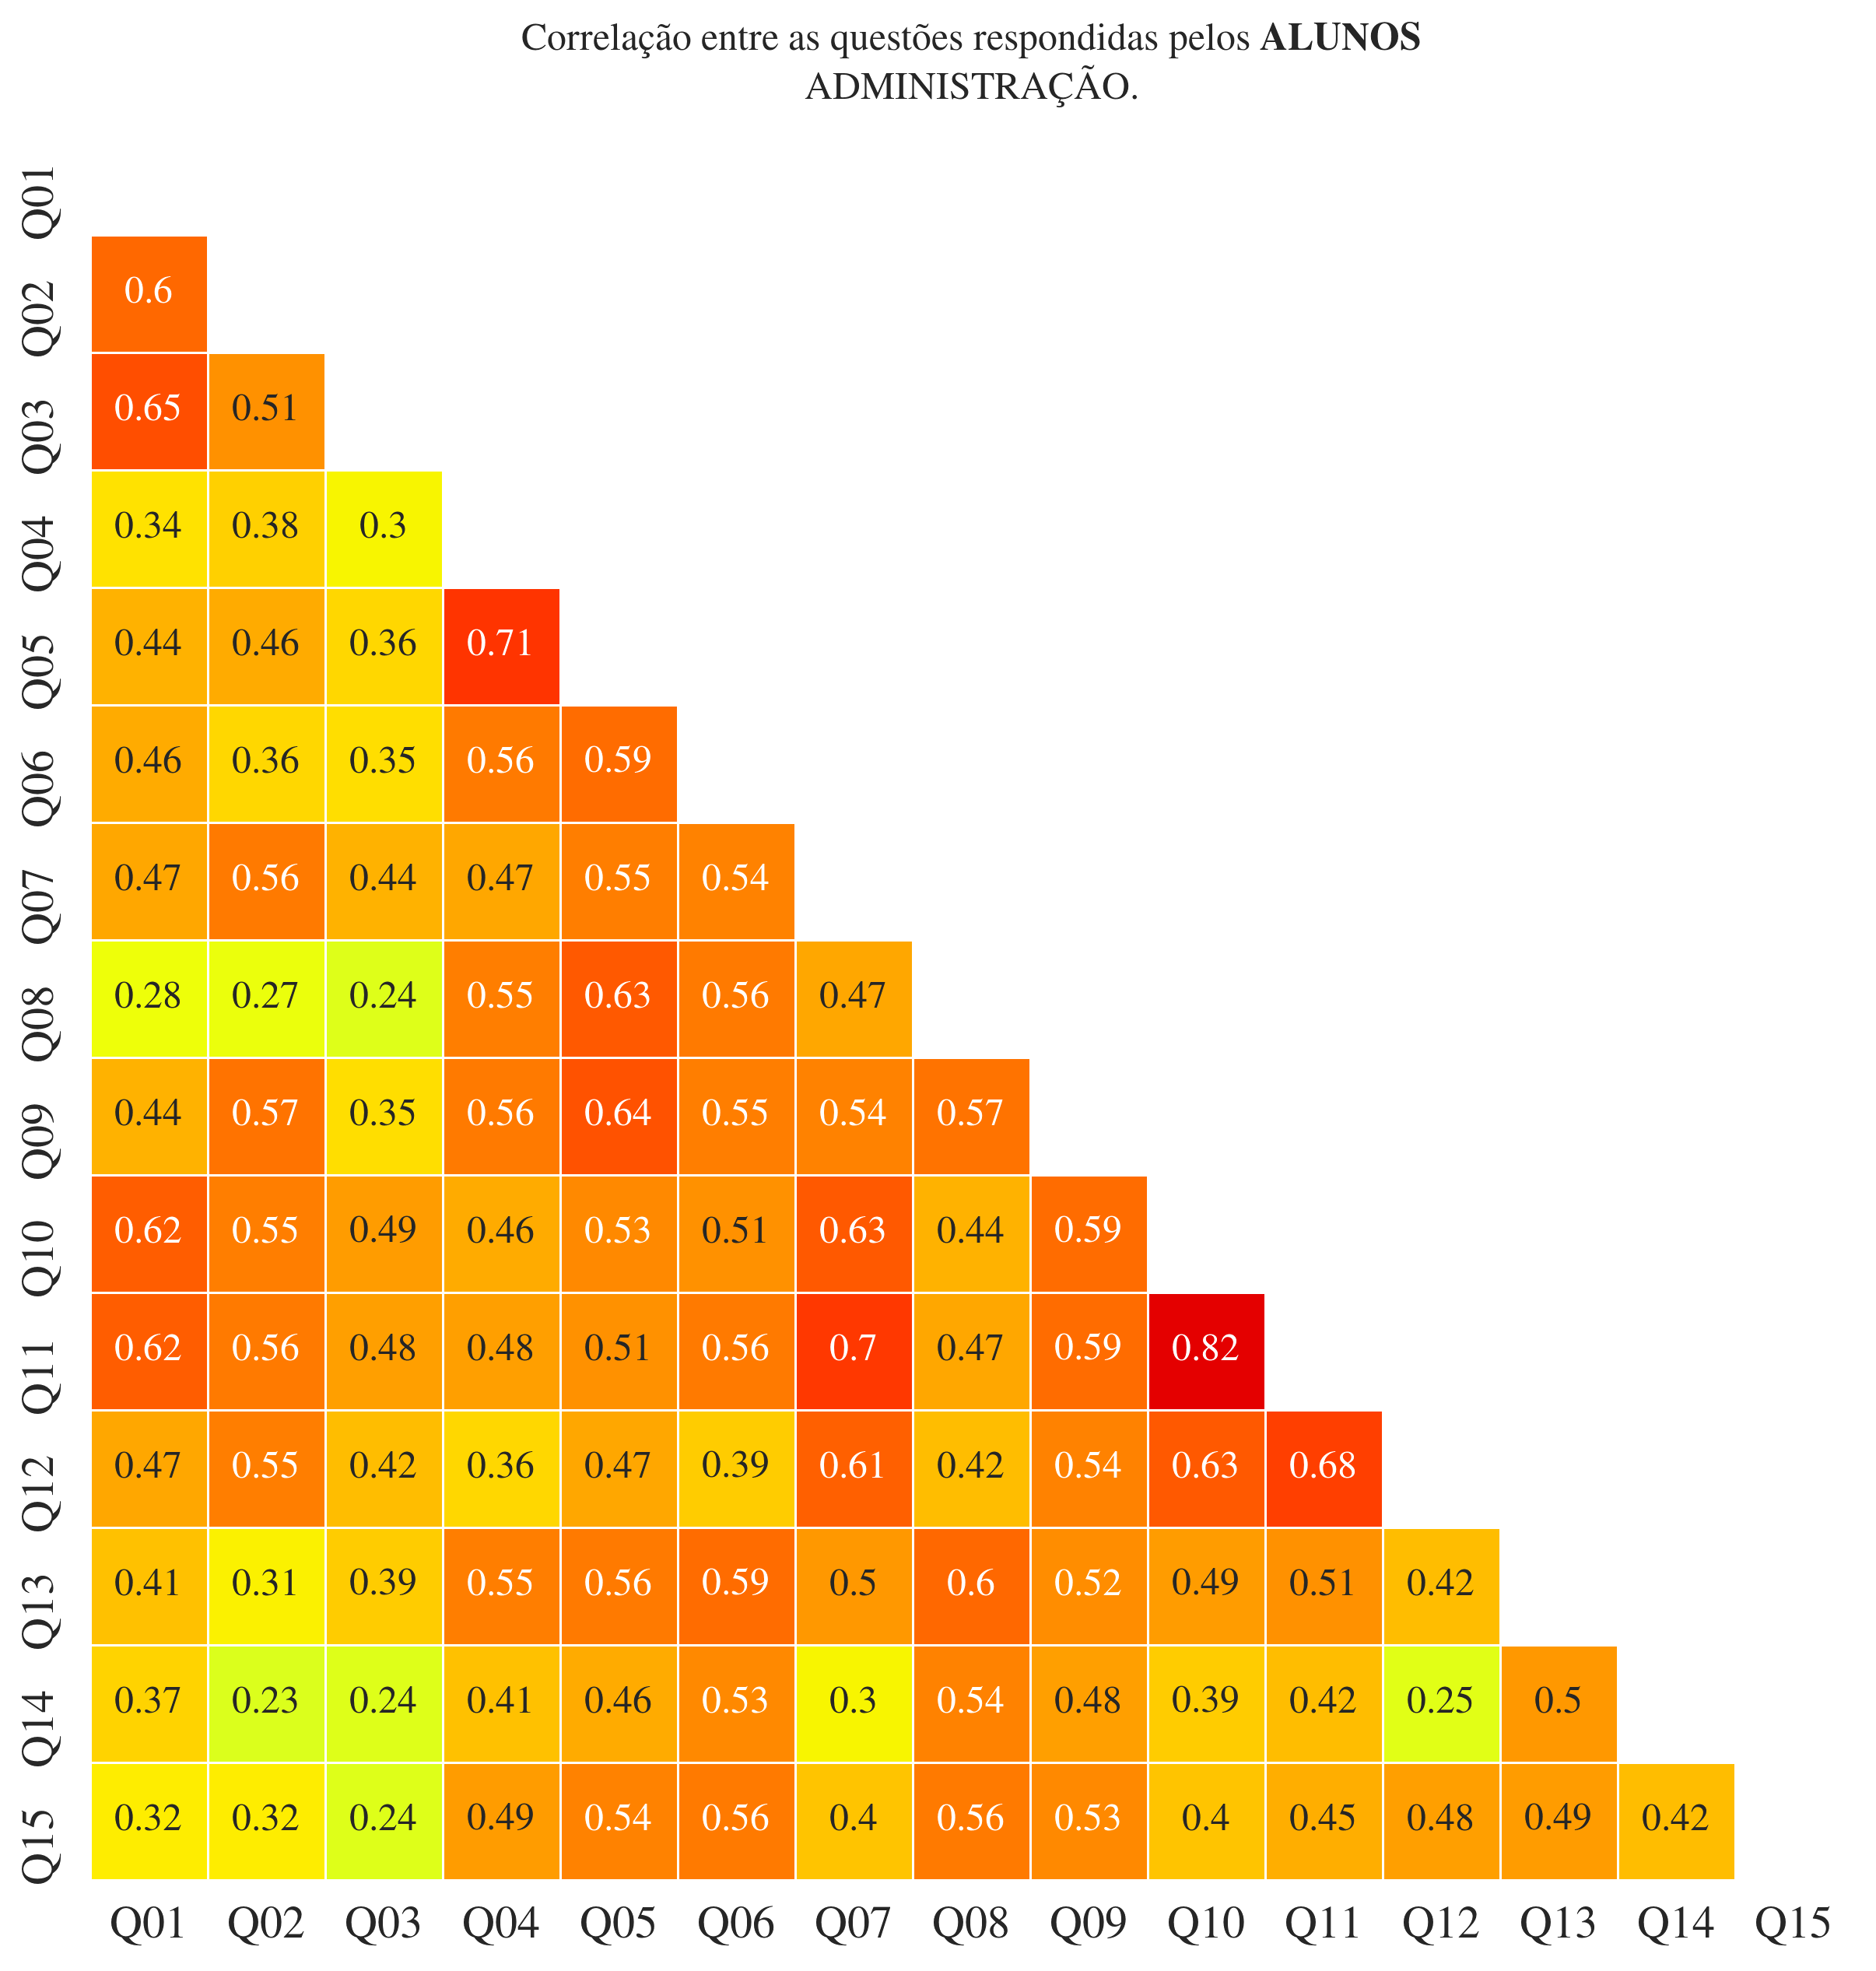 Correlação entre as questões respondidas pelos ALUNOS
ADMINISTRAÇÃO.
Q01
Q02 0.6
Q03 0.65 0.51
Q04 0.34 0.38 0.3
Q05 0.44 0.46 0.36 0.71
Q06 0.46 0.36 0.35 0.56 0.59
Q07 0.47 0.56 0.44 0.47 0.55 0.54
Q08 0.28 0.27 0.24 0.55 0.63 0.56 0.47
Q09 0.44 0.57 0.35 0.56 0.64 0.55 0.54 0.57
Q10 0.62 0.55 0.49 0.46 0.53 0.51 0.63 0.44 0.59
Q11 0.62 0.56 0.48 0.48 0.51 0.56 0.7 0.47 0.59 0.82
Q12 0.47 0.55 0.42 0.36 0.47 0.39 0.61 0.42 0.54 0.63 0.68
Q13 0.41 0.31 0.39 0.55 0.56 0.59 0.5 0.6 0.52 0.49 0.51 0.42
Q14 0.37 0.23 0.24 0.41 0.46 0.53 0.3 0.54 0.48 0.39 0.42 0.25 0.5
Q15 0.32 0.32 0.24 0.49 0.54 0.56 0.4 0.56 0.53 0.4 0.45 0.48 0.49 0.42
Q01 Q02 Q03 Q04 Q05 Q06 Q07 Q08 Q09 Q10 Q11 Q12 Q13 Q14 Q15